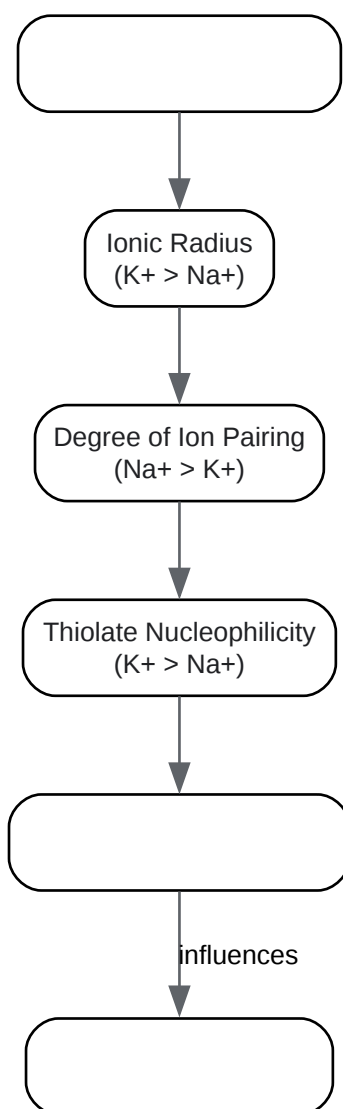 Ionic Radius
(K+ > Na+)
Degree of Ion Pairing
(Na+ > K+)
Thiolate Nucleophilicity
(K+ > Na+)
influences